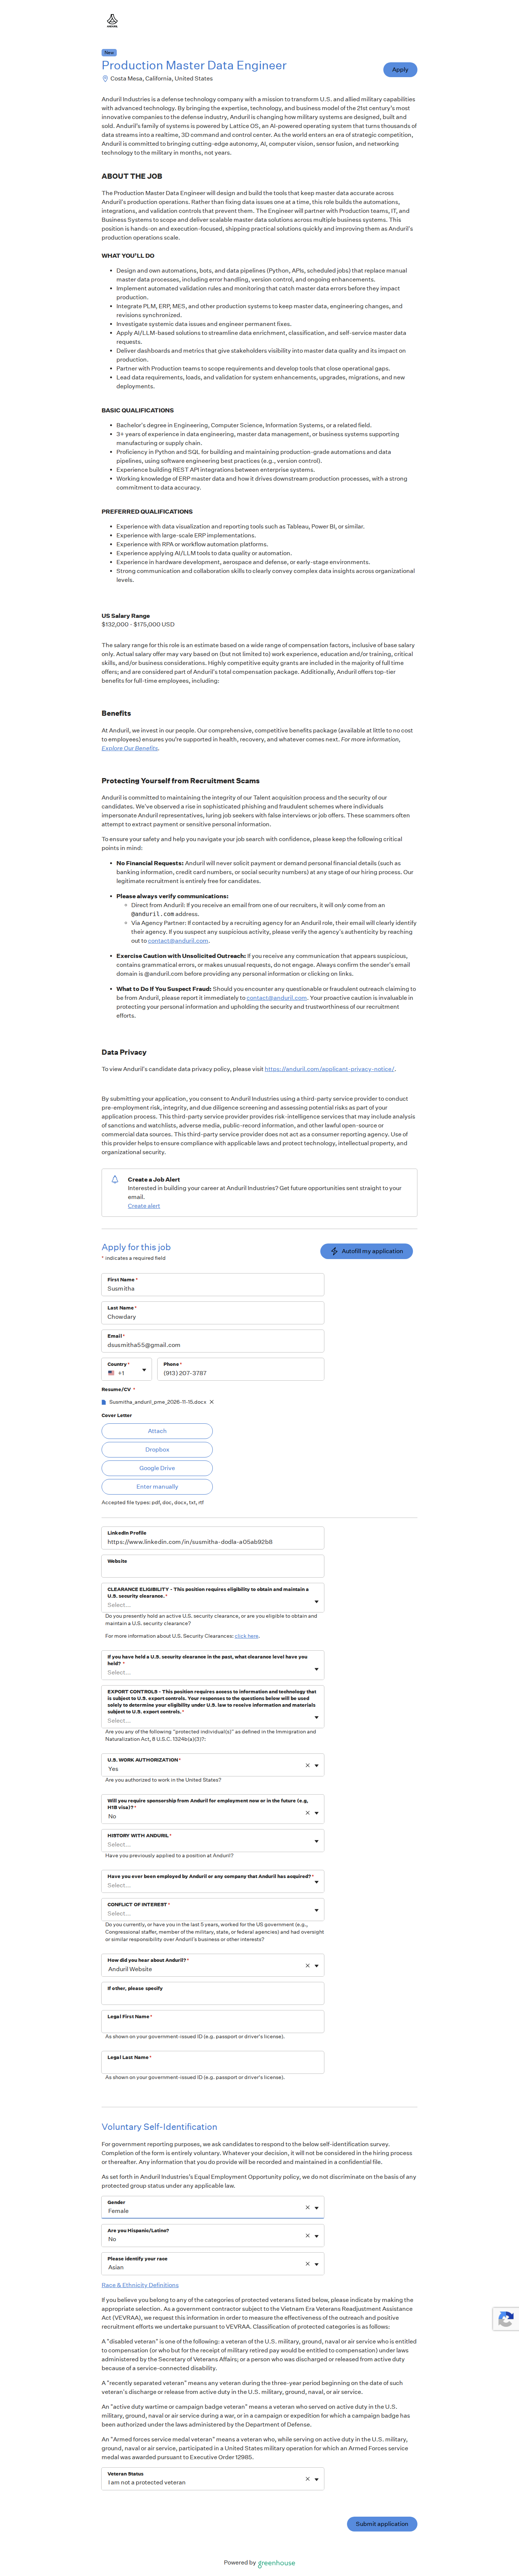 ANDURIL
New
Production Master Data Engineer
Costa Mesa, California, United States
Apply
Anduril Industries is a defense technology company with a mission to transform U.S. and allied military capabilities
with advanced technology. By bringing the expertise, technology, and business model of the 21st century's most
innovative companies to the defense industry, Anduril is changing how military systems are designed, built and
sold. Anduril's family of systems is powered by Lattice OS, an AI-powered operating system that turns thousands of
data streams into a realtime, 3D command and control center. As the world enters an era of strategic competition,
Anduril is committed to bringing cutting-edge autonomy, AI, computer vision, sensor fusion, and networking
technology to the military in months, not years.
ABOUT THE JOB
The Production Master Data Engineer will design and build the tools that keep master data accurate across
Anduril's production operations. Rather than fixing data issues one at a time, this role builds the automations,
integrations, and validation controls that prevent them. The Engineer will partner with Production teams, IT, and
Business Systems to scope and deliver scalable master data solutions across multiple business systems. This
position is hands-on and execution-focused, shipping practical solutions quickly and improving them as Anduril's
production operations scale.
WHAT YOU'LL DO
• Design and own automations, bots, and data pipelines (Python, APIs, scheduled jobs) that replace manual
master data processes, including error handling, version control, and ongoing enhancements.
• Implement automated validation rules and monitoring that catch master data errors before they impact
production.
• Integrate PLM, ERP, MES, and other production systems to keep master data, engineering changes, and
revisions synchronized.
• Investigate systemic data issues and engineer permanent fixes.
• Apply AI/LLM-based solutions to streamline data enrichment, classification, and self-service master data
requests.
• Deliver dashboards and metrics that give stakeholders visibility into master data quality and its impact on
production.
• Partner with Production teams to scope requirements and develop tools that close operational gaps.
• Lead data requirements, loads, and validation for system enhancements, upgrades, migrations, and new
deployments.
BASIC QUALIFICATIONS
• Bachelor's degree in Engineering, Computer Science, Information Systems, or a related field.
• 3+ years of experience in data engineering, master data management, or business systems supporting
manufacturing or supply chain.
• Proficiency in Python and SQL for building and maintaining production-grade automations and data
pipelines, using software engineering best practices (e.g., version control).
• Experience building REST API integrations between enterprise systems.
• Working knowledge of ERP master data and how it drives downstream production processes, with a strong
commitment to data accuracy.
PREFERRED QUALIFICATIONS
• Experience with data visualization and reporting tools such as Tableau, Power BI, or similar.
• Experience with large-scale ERP implementations.
• Experience with RPA or workflow automation platforms.
• Experience applying AI/LLM tools to data quality or automation.
• Experience in hardware development, aerospace and defense, or early-stage environments.
• Strong communication and collaboration skills to clearly convey complex data insights across organizational
levels.
US Salary Range
$132,000 - $175,000 USD
The salary range for this role is an estimate based on a wide range of compensation factors, inclusive of base salary
only. Actual salary offer may vary based on (but not limited to) work experience, education and/or training, critical
skills, and/or business considerations. Highly competitive equity grants are included in the majority of full time
offers; and are considered part of Anduril's total compensation package. Additionally, Anduril offers top-tier
benefits for full-time employees, including:
Benefits
At Anduril, we invest in our people. Our comprehensive, competitive benefits package (available at little to no cost
to employees) ensures you're supported in health, recovery, and whatever comes next. For more information,
Explore Our Benefits.
Protecting Yourself from Recruitment Scams
Anduril is committed to maintaining the integrity of our Talent acquisition process and the security of our
candidates. We've observed a rise in sophisticated phishing and fraudulent schemes where individuals
impersonate Anduril representatives, luring job seekers with false interviews or job offers. These scammers often
attempt to extract payment or sensitive personal information.
To ensure your safety and help you navigate your job search with confidence, please keep the following critical
points in mind:
• No Financial Requests: Anduril will never solicit payment or demand personal financial details (such as
banking information, credit card numbers, or social security numbers) at any stage of our hiring process. Our
legitimate recruitment is entirely free for candidates.
• Please always verify communications:
◦ Direct from Anduril: If you receive an email from one of our recruiters, it will only come from an
@anduril.com address.
◦ Via Agency Partner: If contacted by a recruiting agency for an Anduril role, their email will clearly identify
their agency. If you suspect any suspicious activity, please verify the agency's authenticity by reaching
out to contact@anduril.com.
• Exercise Caution with Unsolicited Outreach: If you receive any communication that appears suspicious,
contains grammatical errors, or makes unusual requests, do not engage. Always confirm the sender's email
domain is @anduril.com before providing any personal information or clicking on links.
• What to Do If You Suspect Fraud: Should you encounter any questionable or fraudulent outreach claiming to
be from Anduril, please report it immediately to contact@anduril.com. Your proactive caution is invaluable in
protecting your personal information and upholding the security and trustworthiness of our recruitment
efforts.
Data Privacy
To view Anduril's candidate data privacy policy, please visit https://anduril.com/applicant-privacy-notice/.
By submitting your application, you consent to Anduril Industries using a third-party service provider to conduct
pre-employment risk, integrity, and due diligence screening and assessing potential risks as part of your
application process. This third-party service provider provides risk-intelligence services that may include analysis
of sanctions and watchlists, adverse media, public-record information, and other lawful open-source or
commercial data sources. This third-party service provider does not act as a consumer reporting agency. Use of
this provider helps to ensure compliance with applicable laws and protect technology, intellectual property, and
organizational security.
Create a Job Alert
Interested in building your career at Anduril Industries? Get future opportunities sent straight to your
email.
Create alert
Apply for this job
* indicates a required field
Autofill my application
First Name *
Susmitha
Last Name *
Chowdary
Email *
dsusmitha55@gmail.com
Country *
+1
Phone *
(913) 207-3787
Resume/CV *
Susmitha_anduril_pme_2026-11-15.docx
Cover Letter
Attach
Dropbox
Google Drive
Enter manually
Accepted file types: pdf, doc, docx, txt, rtf
LinkedIn Profile
https://www.linkedin.com/in/susmitha-dodla-a05ab92b8
Website
CLEARANCE ELIGIBILITY - This position requires eligibility to obtain and maintain a
U.S. security clearance. *
Select...
Do you presently hold an active U.S. security clearance, or are you eligible to obtain and
maintain a U.S. security clearance?
For more information about U.S. Security Clearances: click here.
If you have held a U.S. security clearance in the past, what clearance level have you
held? *
Select...
EXPORT CONTROLS - This position requires access to information and technology that
is subject to U.S. export controls. Your responses to the questions below will be used
solely to determine your eligibility under U.S. law to receive information and materials
subject to U.S. export controls. *
Select...
Are you any of the following "protected individual(s)" as defined in the Immigration and
Naturalization Act, 8 U.S.C. 1324b(a)(3)?:
U.S. WORK AUTHORIZATION *
Yes
Are you authorized to work in the United States?
Will you require sponsorship from Anduril for employment now or in the future (e.g,
H1B visa)? *
No
HISTORY WITH ANDURIL *
Select...
Have you previously applied to a position at Anduril?
Have you ever been employed by Anduril or any company that Anduril has acquired? *
Select...
CONFLICT OF INTEREST *
Select...
Do you currently, or have you in the last 5 years, worked for the US government (e.g.,
Congressional staffer, member of the military, state, or federal agencies) and had oversight
or similar responsibility over Anduril's business or other interests?
How did you hear about Anduril? *
Anduril Website
If other, please specify
Legal First Name *
As shown on your government-issued ID (e.g. passport or driver's license).
Legal Last Name *
As shown on your government-issued ID (e.g. passport or driver's license).
Voluntary Self-Identification
For government reporting purposes, we ask candidates to respond to the below self-identification survey.
Completion of the form is entirely voluntary. Whatever your decision, it will not be considered in the hiring process
or thereafter. Any information that you do provide will be recorded and maintained in a confidential file.
As set forth in Anduril Industries's Equal Employment Opportunity policy, we do not discriminate on the basis of any
protected group status under any applicable law.
Gender
Female
Are you Hispanic/Latino?
No
Please identify your race
Asian
Race & Ethnicity Definitions
If you believe you belong to any of the categories of protected veterans listed below, please indicate by making the
appropriate selection. As a government contractor subject to the Vietnam Era Veterans Readjustment Assistance
Act (VEVRAA), we request this information in order to measure the effectiveness of the outreach and positive
recruitment efforts we undertake pursuant to VEVRAA. Classification of protected categories is as follows:
A "disabled veteran" is one of the following: a veteran of the U.S. military, ground, naval or air service who is entitled
to compensation (or who but for the receipt of military retired pay would be entitled to compensation) under laws
administered by the Secretary of Veterans Affairs; or a person who was discharged or released from active duty
because of a service-connected disability.
A "recently separated veteran" means any veteran during the three-year period beginning on the date of such
veteran's discharge or release from active duty in the U.S. military, ground, naval, or air service.
An "active duty wartime or campaign badge veteran" means a veteran who served on active duty in the U.S.
military, ground, naval or air service during a war, or in a campaign or expedition for which a campaign badge has
been authorized under the laws administered by the Department of Defense.
An "Armed forces service medal veteran" means a veteran who, while serving on active duty in the U.S. military,
ground, naval or air service, participated in a United States military operation for which an Armed Forces service
medal was awarded pursuant to Executive Order 12985.
Veteran Status
I am not a protected veteran
Submit application
Powered by greenhouse